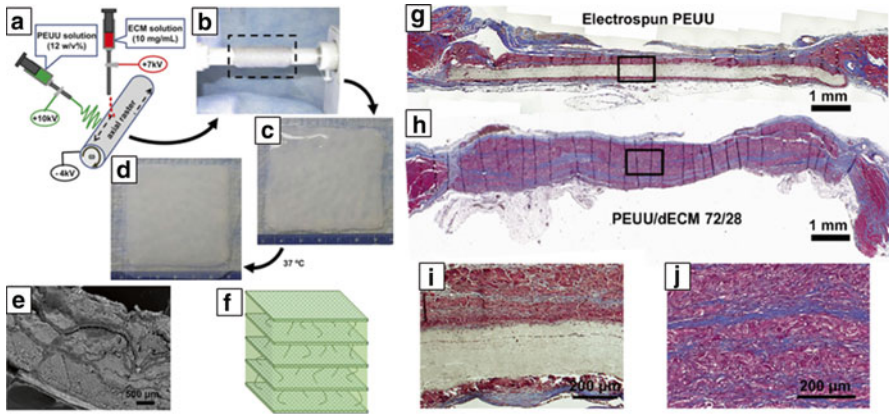 a
PEUU
solution
(12 w/v%)
ECM solution
(10 mg/mL)
+7kV
+10kV
axial raster
ω
-4kV
b
c
d
37 °C
e
500 µm
f
g
Electrospun PEUU
1 mm
h
PEUU/dECM 72/28
1 mm
i
200 µm
j
200 µm